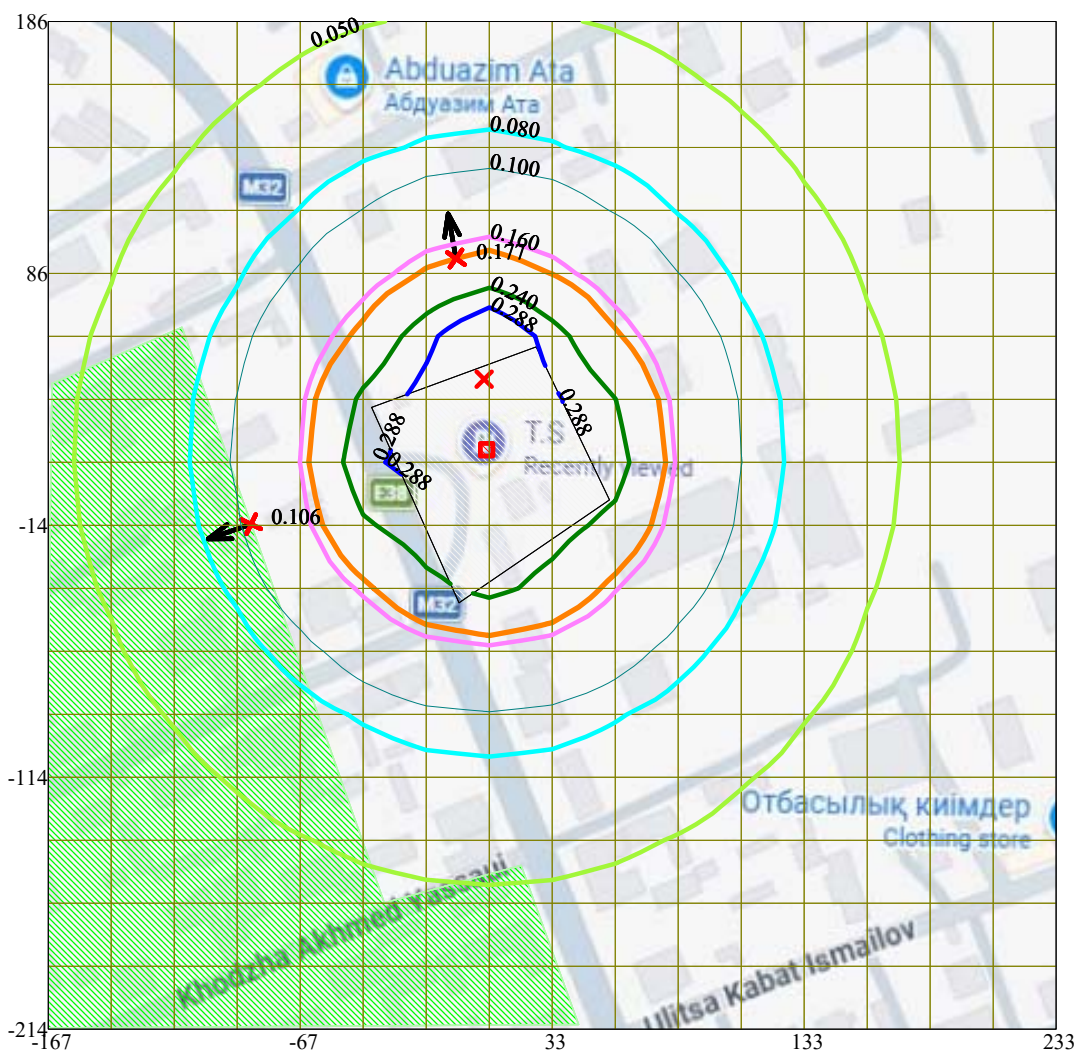 186
0.050
Abduazim Ata
Абдуазим Ата
0.080
0.100
M32
0.160
0.177
86
0.240
0.288
0.288
0.288
0.288
T.S
Recently viewed
-14
0.106
M32
-114
Отбасылық киімдер
Clothing store
Khodzha Akhmed Yassaui
Ulitsa Kabat Ismailov
-214
-167
-67
33
133
233